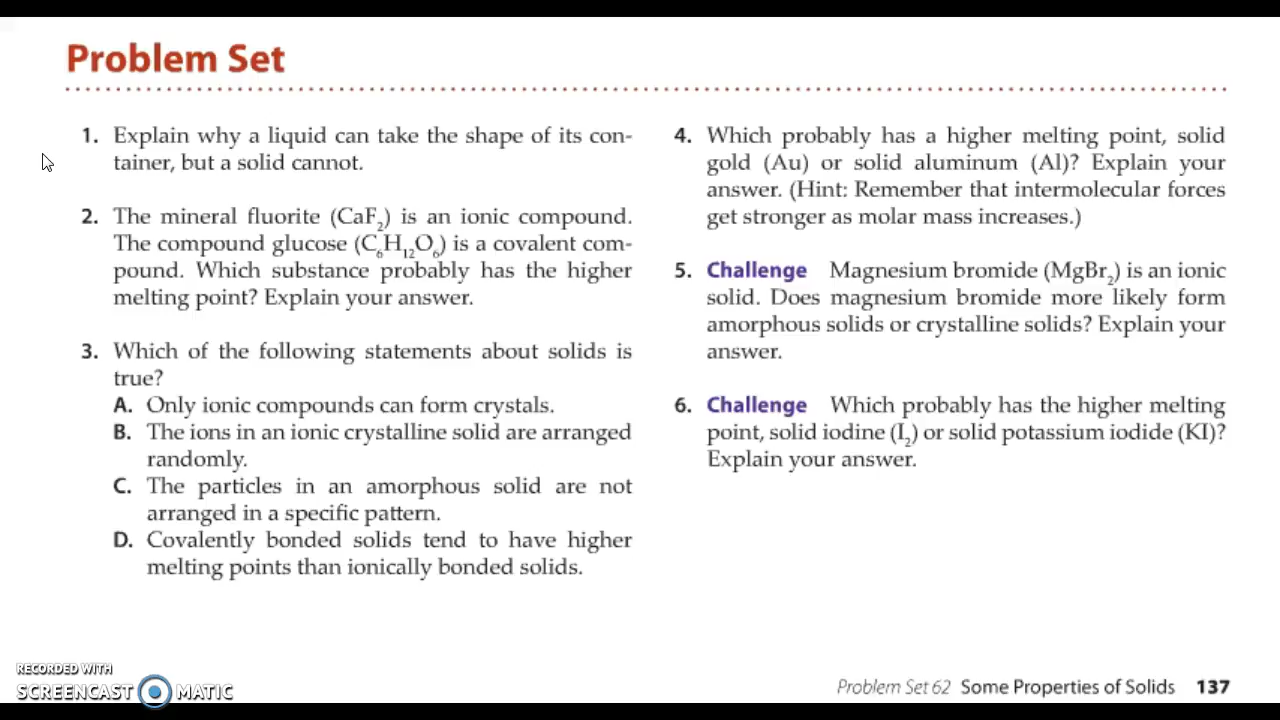 Problem Set
1. Explain why a liquid can take the shape of its con-
tainer, but a solid cannot.
2. The mineral fluorite (CaF₂) is an ionic compound.
The compound glucose (C₆H₁₂O₆) is a covalent com-
pound. Which substance probably has the higher
melting point? Explain your answer.
3. Which of the following statements about solids is
true?
A. Only ionic compounds can form crystals.
B. The ions in an ionic crystalline solid are arranged
randomly.
C. The particles in an amorphous solid are not
arranged in a specific pattern.
D. Covalently bonded solids tend to have higher
melting points than ionically bonded solids.
4. Which probably has a higher melting point, solid
gold (Au) or solid aluminum (Al)? Explain your
answer. (Hint: Remember that intermolecular forces
get stronger as molar mass increases.)
5. Challenge Magnesium bromide (MgBr₂) is an ionic
solid. Does magnesium bromide more likely form
amorphous solids or crystalline solids? Explain your
answer.
6. Challenge Which probably has the higher melting
point, solid iodine (I₂) or solid potassium iodide (KI)?
Explain your answer.
RECORDED WITH
SCREENCAST MATIC
Problem Set 62 Some Properties of Solids 137